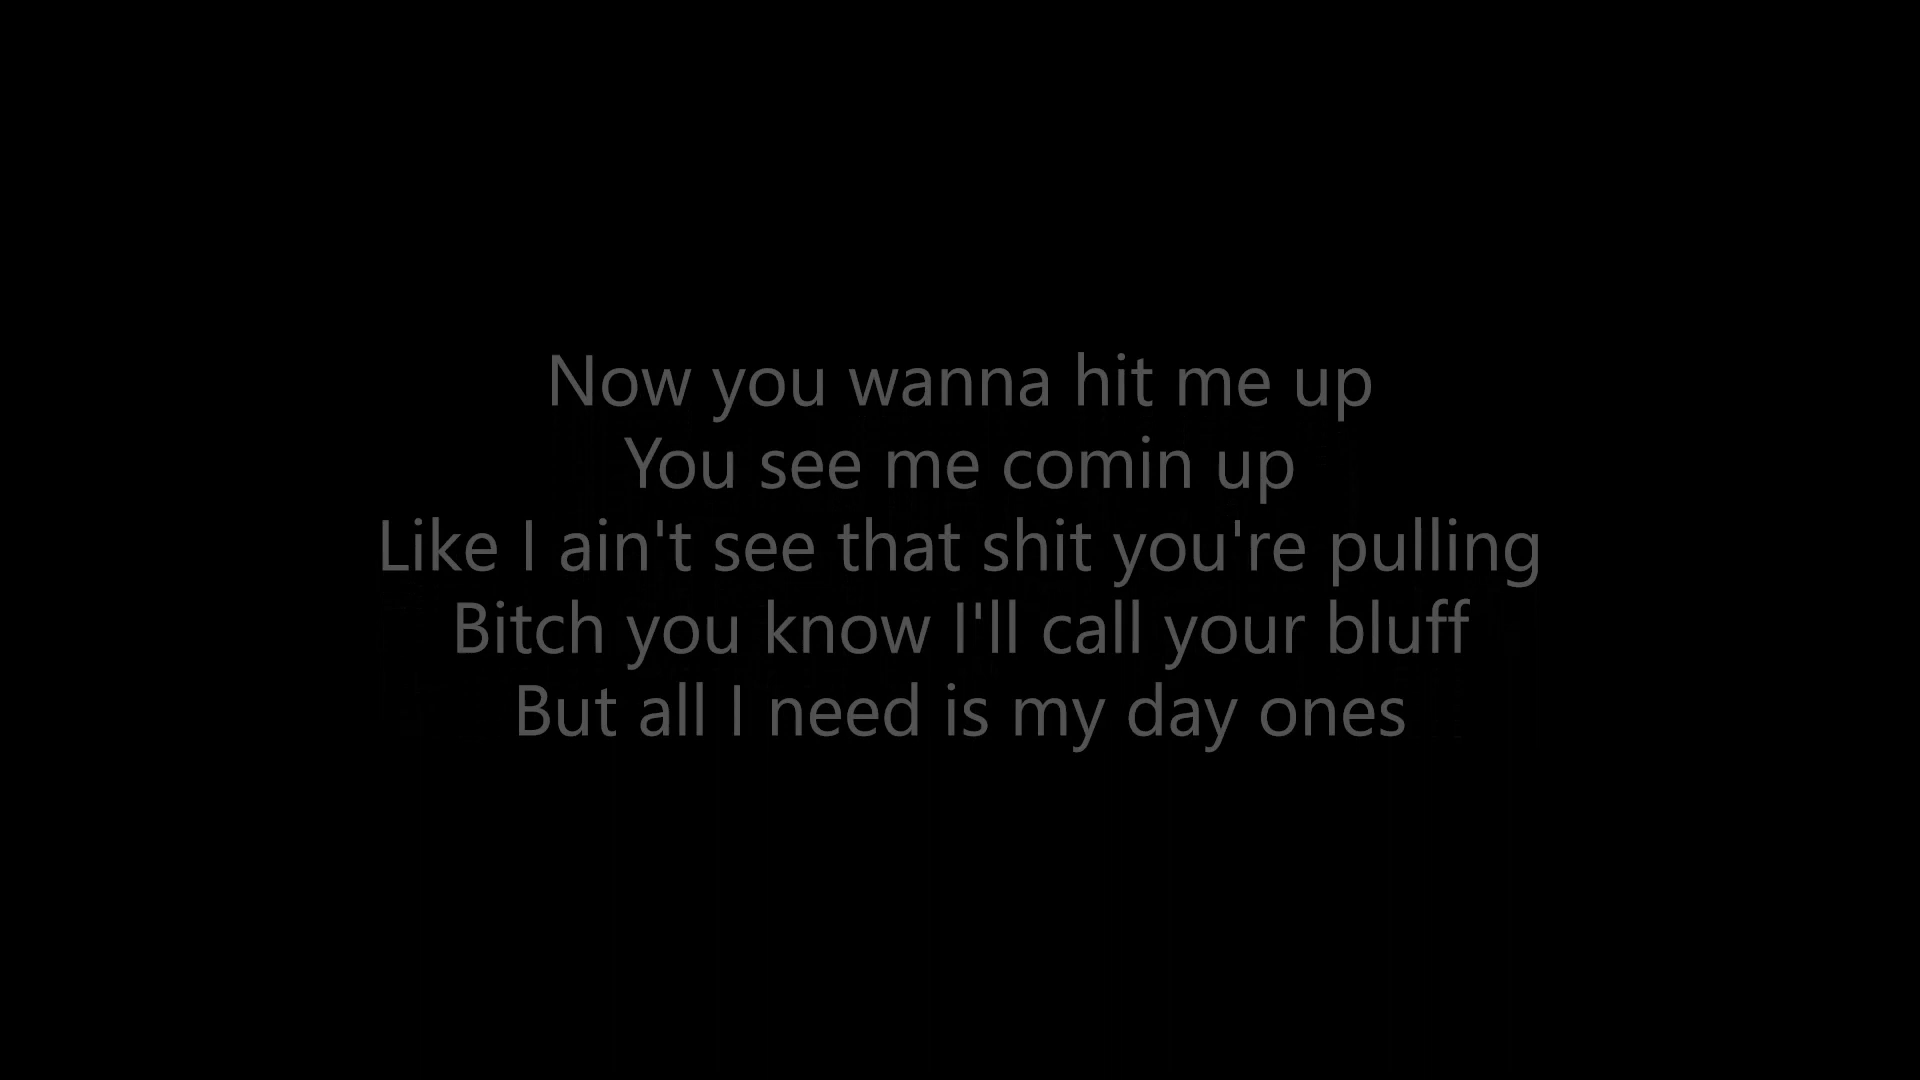 Now you wanna hit me up
You see me comin up
Like I ain't see that shit you're pulling
Bitch you know I'll call your bluff
But all I need is my day ones